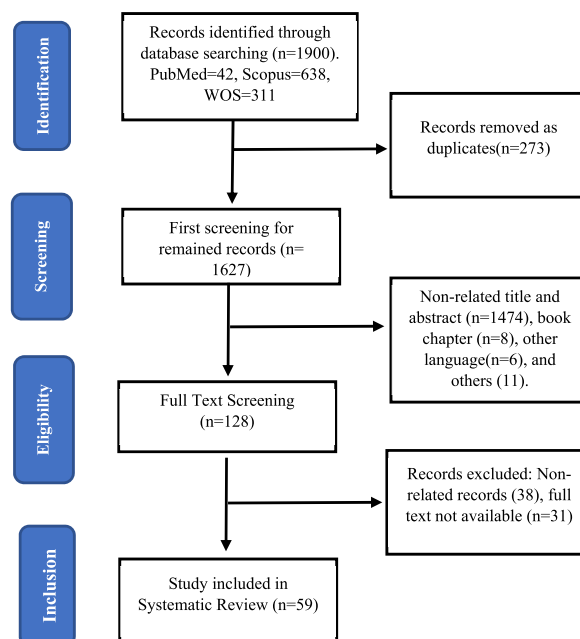 Identification
Records identified through
database searching (n=1900).
PubMed=42, Scopus=638,
WOS=311
Records removed as
duplicates(n=273)
Screening
First screening for
remained records (n=
1627)
Non-related title and
abstract (n=1474), book
chapter (n=8), other
language(n=6), and
others (11).
Eligibility
Full Text Screening
(n=128)
Records excluded: Non-
related records (38), full
text not available (n=31)
Inclusion
Study included in
Systematic Review (n=59)